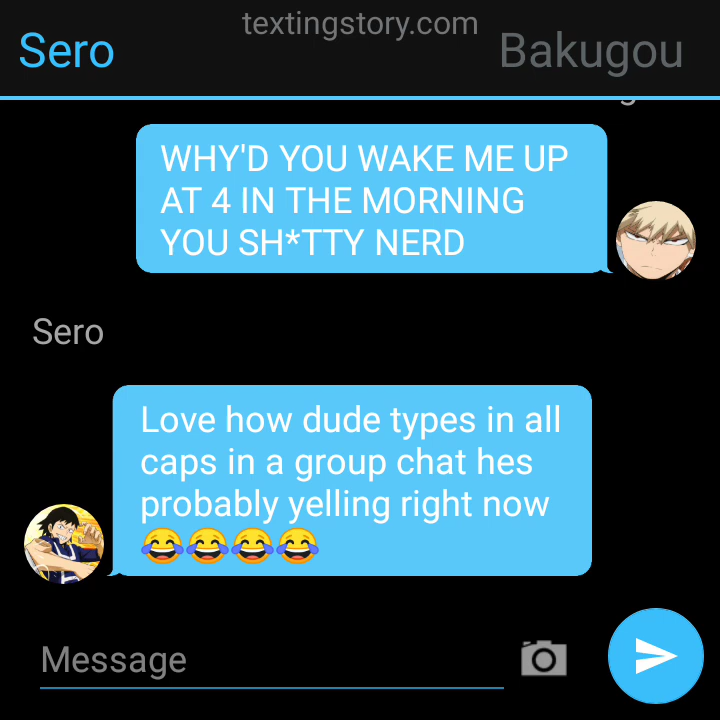 textingstory.com
Sero
Bakugou
WHY'D YOU WAKE ME UP
AT 4 IN THE MORNING
YOU SH*TTY NERD
Sero
Love how dude types in all
caps in a group chat hes
probably yelling right now
😂😂😂😂
Message